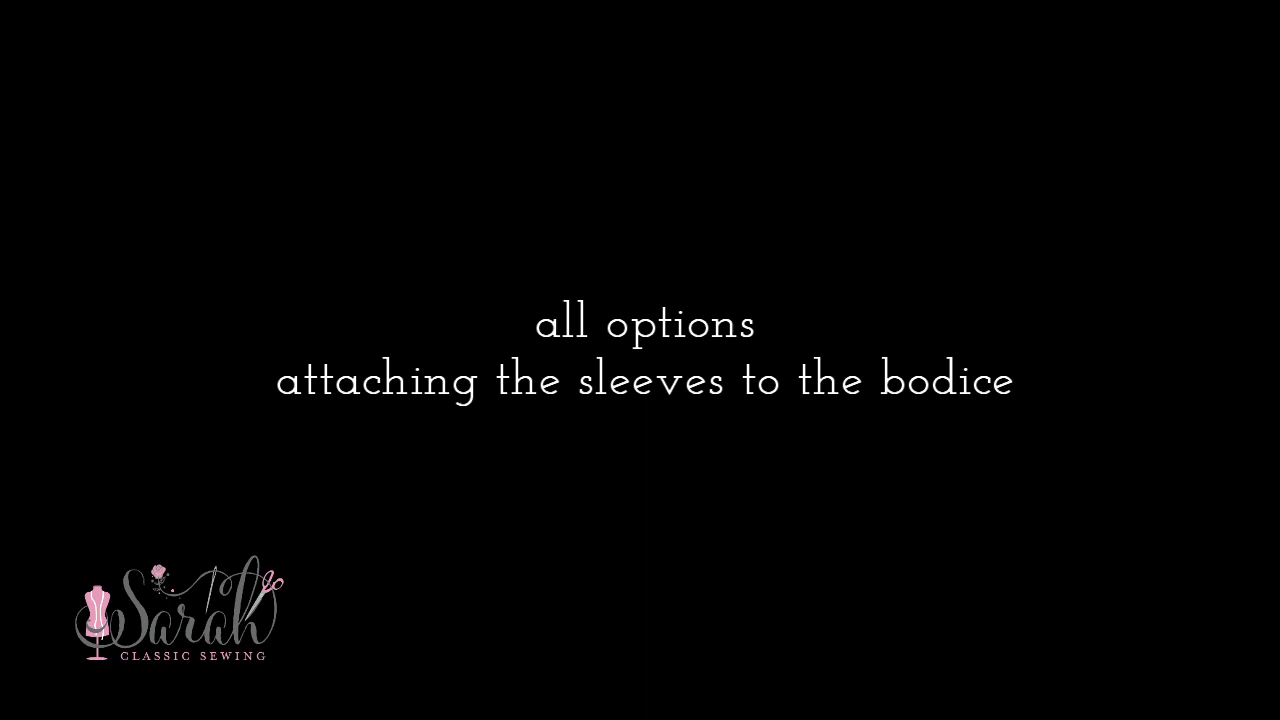 all options
attaching the sleeves to the bodice
Sarah
CLASSIC SEWING